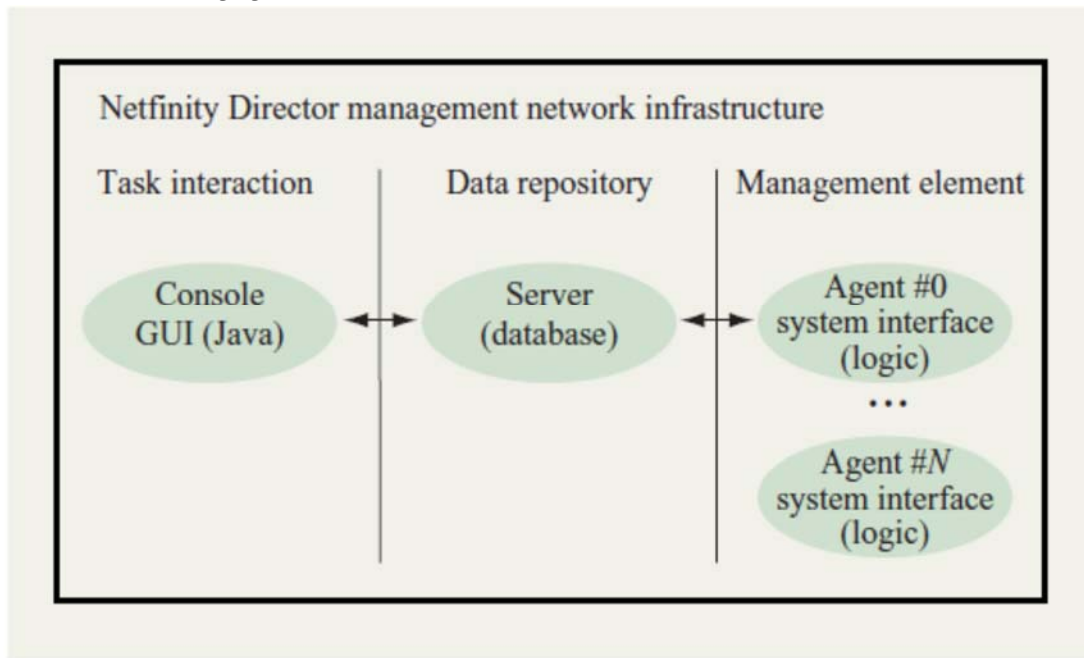 Netfinity Director management network infrastructure
Task interaction
Data repository
Management element
Console
GUI (Java)
Server
(database)
Agent #0
system interface
(logic)
...
Agent #N
system interface
(logic)